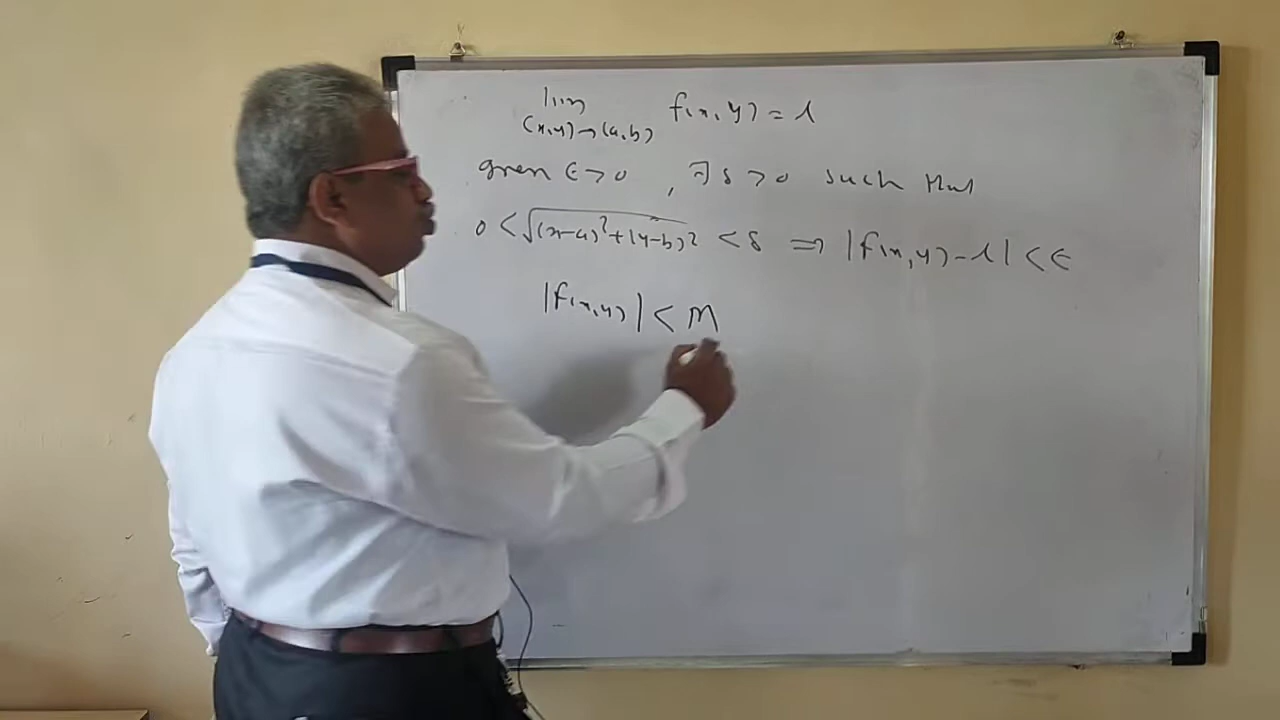 lim f(x,y) = l
(x,y)→(a,b)
given ε>0 , ∃ δ>0 such that
0 < √(x-a)²+(y-b)² < δ ⇒ |f(x,y)-l| < ε
|f(x,y)| < M